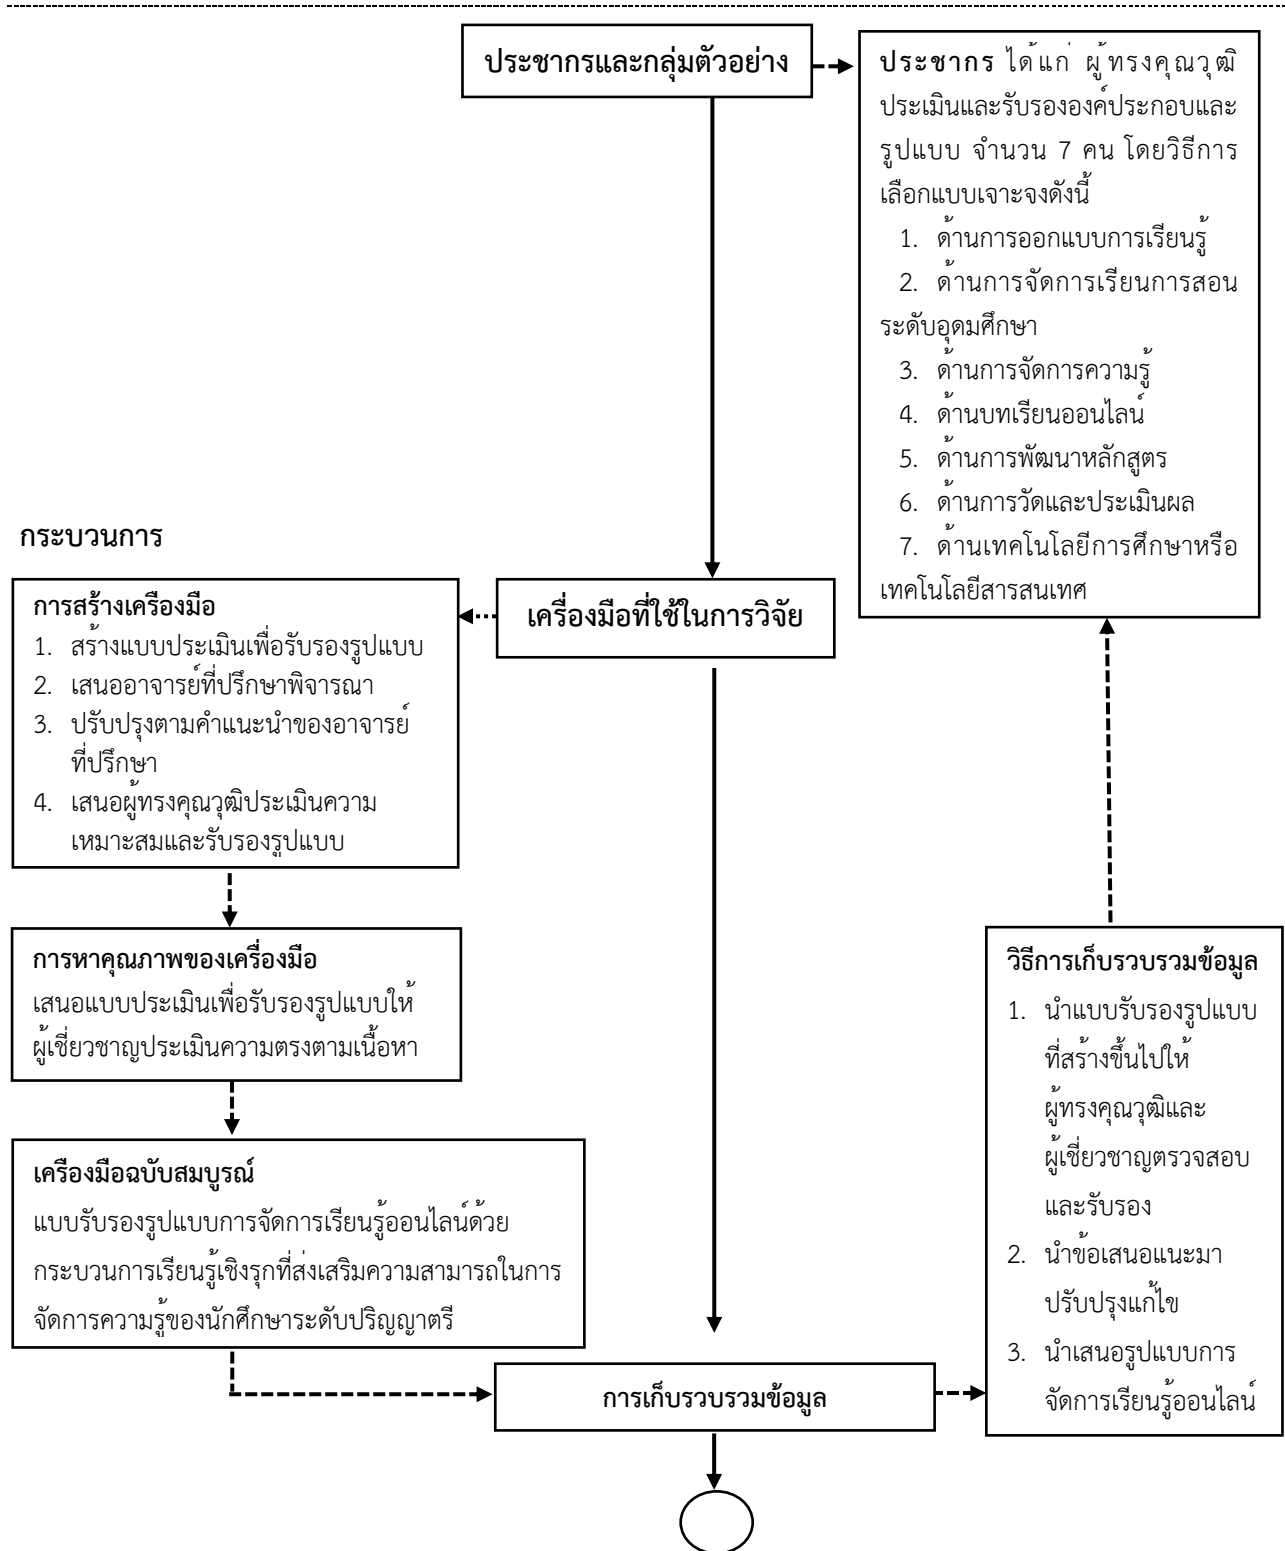 ประชากรและกลุ่มตัวอย่าง
ประชากร ได้แก่ ผู้ทรงคุณวุฒิ
ประเมินและรับรององค์ประกอบและ
รูปแบบ จำนวน 7 คน โดยวิธีการ
เลือกแบบเจาะจงดังนี้
1. ด้านการออกแบบการเรียนรู้
2. ด้านการจัดการเรียนการสอน
ระดับอุดมศึกษา
3. ด้านการจัดการความรู้
4. ด้านบทเรียนออนไลน์
5. ด้านการพัฒนาหลักสูตร
6. ด้านการวัดและประเมินผล
7. ด้านเทคโนโลยีการศึกษาหรือ
เทคโนโลยีสารสนเทศ
กระบวนการ
เครื่องมือที่ใช้ในการวิจัย
การสร้างเครื่องมือ
1. สร้างแบบประเมินเพื่อรับรองรูปแบบ
2. เสนออาจารย์ที่ปรึกษาพิจารณา
3. ปรับปรุงตามคำแนะนำของอาจารย์
ที่ปรึกษา
4. เสนอผู้ทรงคุณวุฒิประเมินความ
เหมาะสมและรับรองรูปแบบ
การหาคุณภาพของเครื่องมือ
เสนอแบบประเมินเพื่อรับรองรูปแบบให้
ผู้เชี่ยวชาญประเมินความตรงตามเนื้อหา
เครื่องมือฉบับสมบูรณ์
แบบรับรองรูปแบบการจัดการเรียนรู้ออนไลน์ด้วย
กระบวนการเรียนรู้เชิงรุกที่ส่งเสริมความสามารถในการ
จัดการความรู้ของนักศึกษาระดับปริญญาตรี
การเก็บรวบรวมข้อมูล
วิธีการเก็บรวบรวมข้อมูล
1. นำแบบรับรองรูปแบบ
ที่สร้างขึ้นไปให้
ผู้ทรงคุณวุฒิและ
ผู้เชี่ยวชาญตรวจสอบ
และรับรอง
2. นำข้อเสนอแนะมา
ปรับปรุงแก้ไข
3. นำเสนอรูปแบบการ
จัดการเรียนรู้ออนไลน์